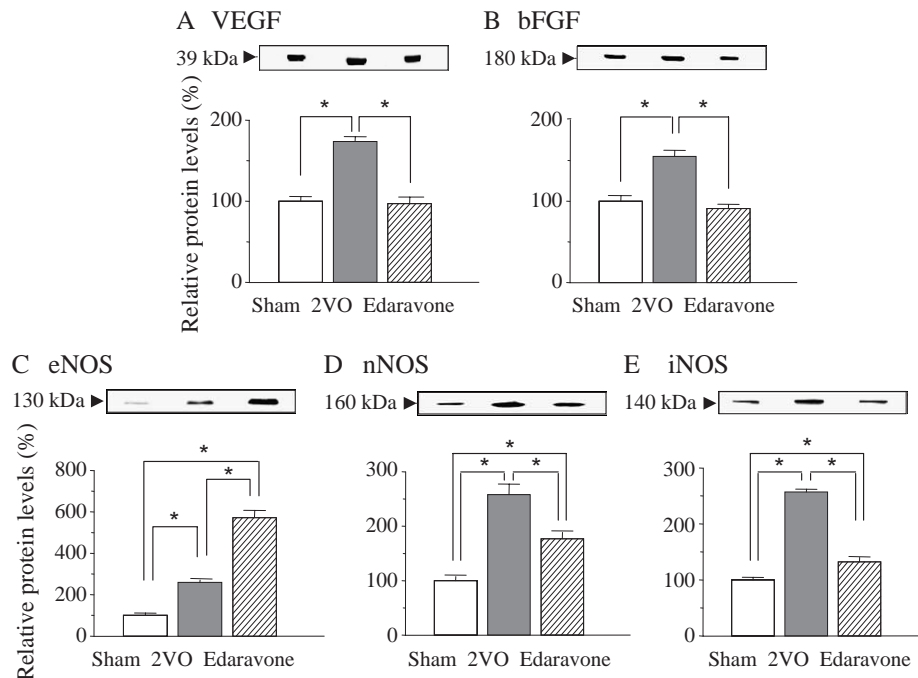 A VEGF
39 kDa
Relative protein levels (%)
200
100
0
* *
Sham 2VO Edaravone
B bFGF
180 kDa
200
100
0
* *
Sham 2VO Edaravone
C eNOS
130 kDa
Relative protein levels (%)
800
600
400
200
0
*
*
*
Sham 2VO Edaravone
D nNOS
160 kDa
300
200
100
0
*
* *
Sham 2VO Edaravone
E iNOS
140 kDa
300
200
100
0
*
* *
Sham 2VO Edaravone